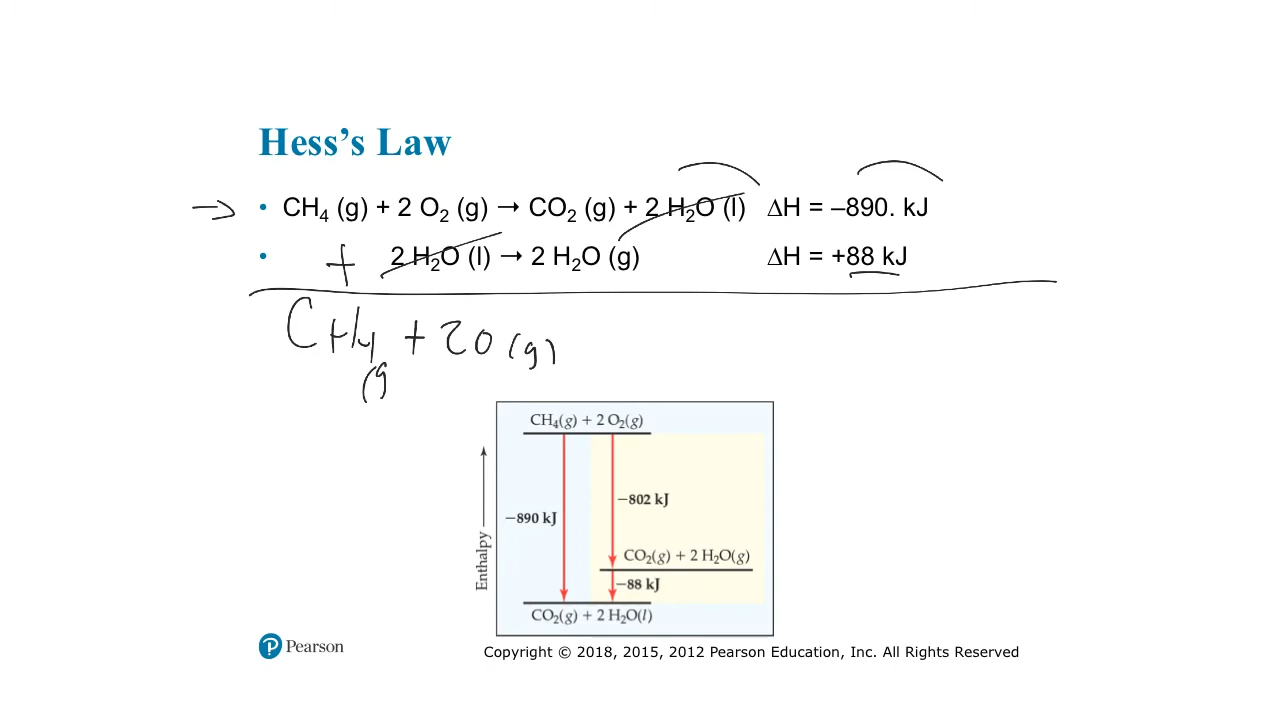 Hess’s Law
• CH₄ (g) + 2 O₂ (g) → CO₂ (g) + 2 H₂O (l) ΔH = –890. kJ
• + 2 H₂O (l) → 2 H₂O (g) ΔH = +88 kJ
CH₄ (g + 2O (g)
CH₄(g) + 2 O₂(g)
−802 kJ
−890 kJ
Enthalpy
CO₂(g) + 2 H₂O(g)
−88 kJ
CO₂(g) + 2 H₂O(l)
P Pearson
Copyright © 2018, 2015, 2012 Pearson Education, Inc. All Rights Reserved